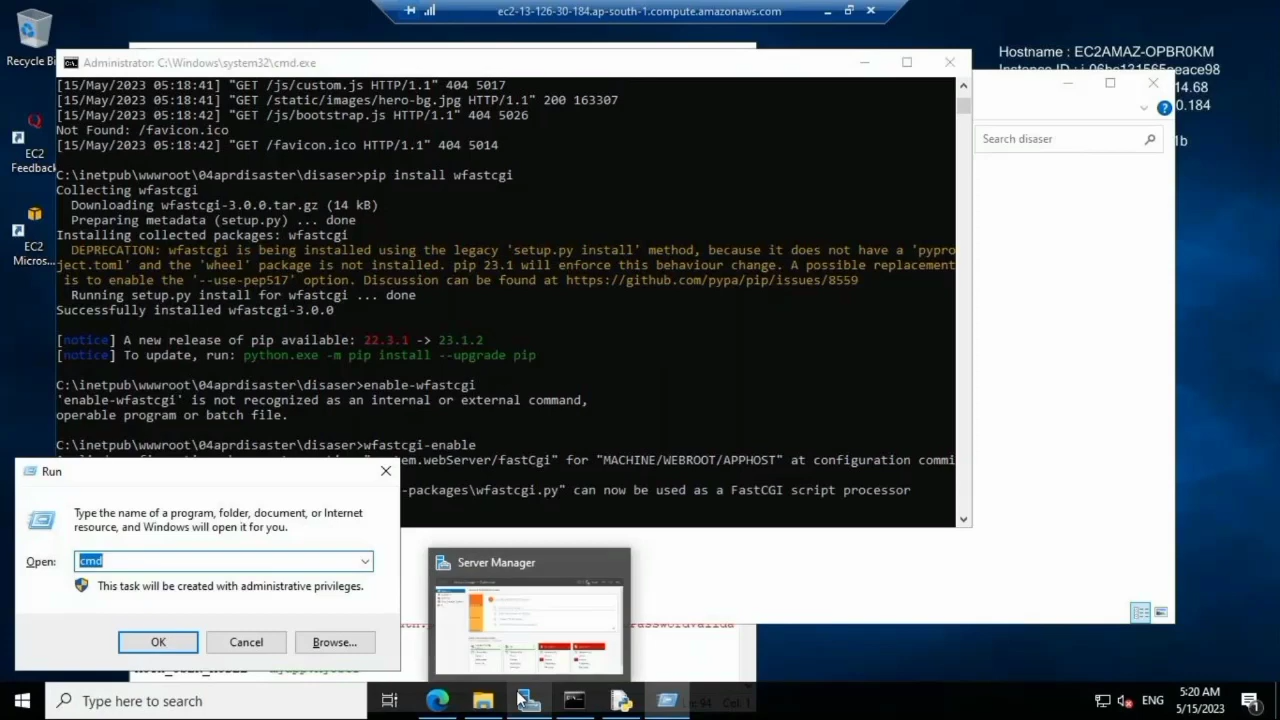 ec2-13-126-30-184.ap-south-1.compute.amazonaws.com
Recycle Bi
Hostname : EC2AMAZ-OPBR0KM
14.68
0.184
1b
Administrator: C:\Windows\system32\cmd.exe
[15/May/2023 05:18:41] "GET /js/custom.js HTTP/1.1" 404 5017
[15/May/2023 05:18:41] "GET /static/images/hero-bg.jpg HTTP/1.1" 200 163307
[15/May/2023 05:18:42] "GET /js/bootstrap.js HTTP/1.1" 404 5026
Not Found: /favicon.ico
[15/May/2023 05:18:42] "GET /favicon.ico HTTP/1.1" 404 5014
C:\inetpub\wwwroot\04aprdisaster\disaser>pip install wfastcgi
Collecting wfastcgi
Downloading wfastcgi-3.0.0.tar.gz (14 kB)
Preparing metadata (setup.py) ... done
Installing collected packages: wfastcgi
DEPRECATION: wfastcgi is being installed using the legacy 'setup.py install' method, because it does not have a 'pypro
ject.toml' and the 'wheel' package is not installed. pip 23.1 will enforce this behaviour change. A possible replacement
is to enable the '--use-pep517' option. Discussion can be found at https://github.com/pypa/pip/issues/8559
Running setup.py install for wfastcgi ... done
Successfully installed wfastcgi-3.0.0
[notice] A new release of pip available: 22.3.1 -> 23.1.2
[notice] To update, run: python.exe -m pip install --upgrade pip
C:\inetpub\wwwroot\04aprdisaster\disaser>enable-wfastcgi
'enable-wfastcgi' is not recognized as an internal or external command,
operable program or batch file.
C:\inetpub\wwwroot\04aprdisaster\disaser>wfastcgi-enable
em.webServer/fastCgi" for "MACHINE/WEBROOT/APPHOST" at configuration commi
-packages\wfastcgi.py" can now be used as a FastCGI script processor
EC2
Feedback
EC2
Micros...
Search disaser
Run
Type the name of a program, folder, document, or Internet
resource, and Windows will open it for you.
Open:
cmd
This task will be created with administrative privileges.
OK
Cancel
Browse...
Server Manager
Type here to search
ENG
5:20 AM
5/15/2023
1